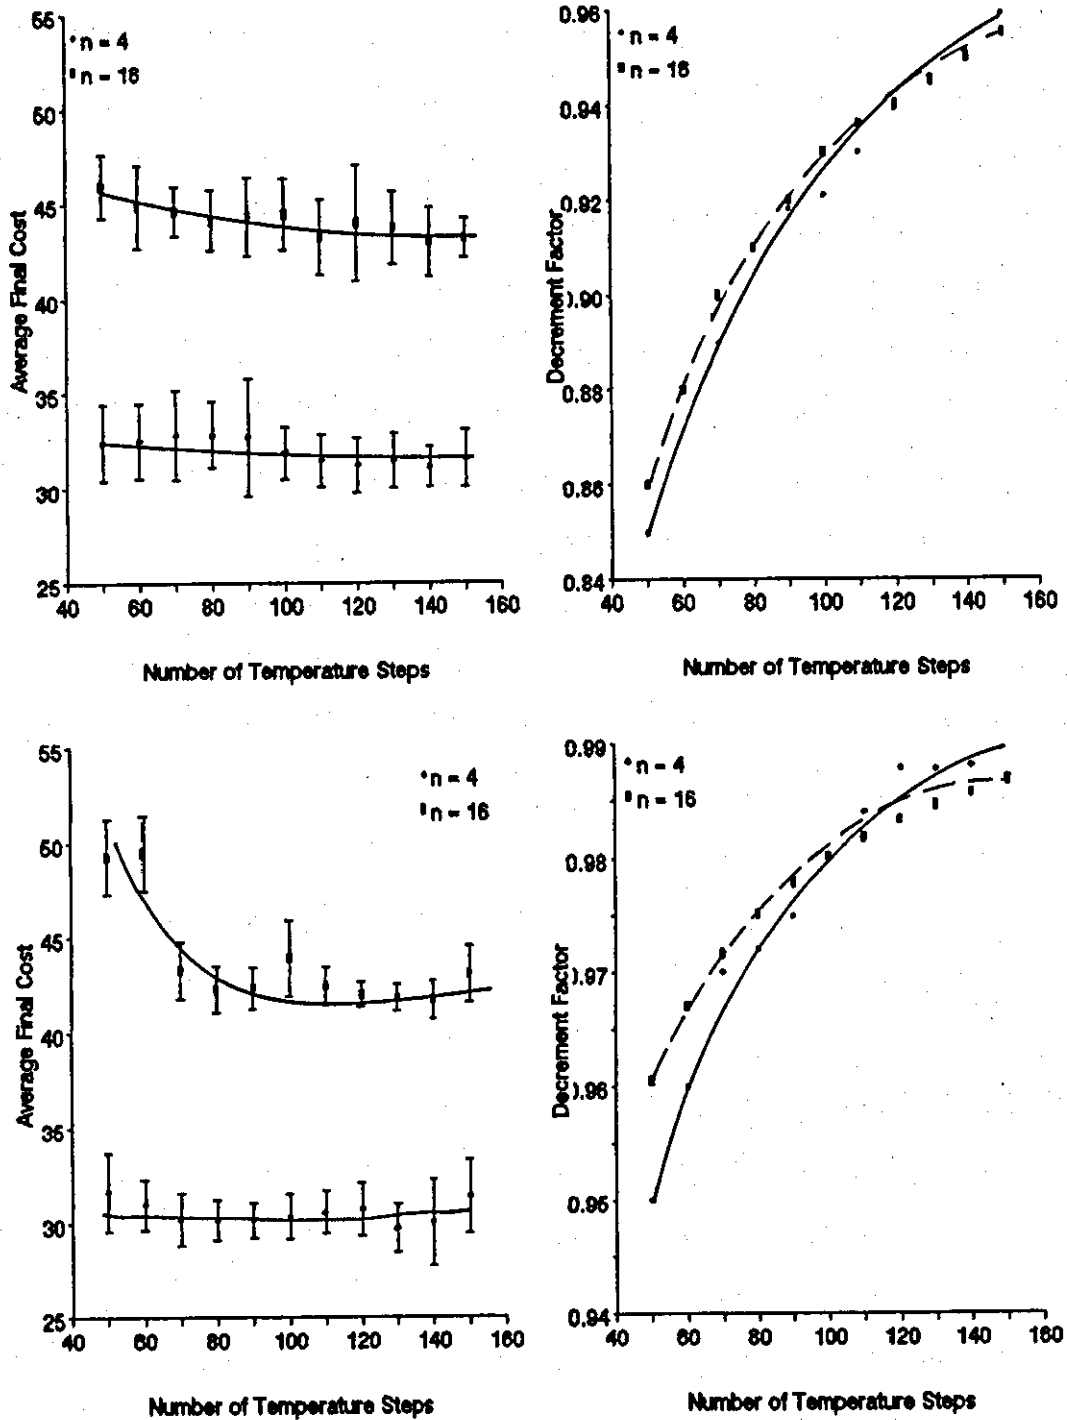 55
50
45
40
35
30
25
Average Final Cost
• n = 4
▪ n = 16
40 60 80 100 120 140 160
Number of Temperature Steps
0.96
0.94
0.92
0.90
0.88
0.86
0.84
Decrement Factor
• n = 4
▪ n = 16
40 60 80 100 120 140 160
Number of Temperature Steps
55
50
45
40
35
30
25
Average Final Cost
• n = 4
▪ n = 16
40 60 80 100 120 140 160
Number of Temperature Steps
0.99
0.98
0.97
0.96
0.95
0.94
Decrement Factor
• n = 4
▪ n = 16
40 60 80 100 120 140 160
Number of Temperature Steps